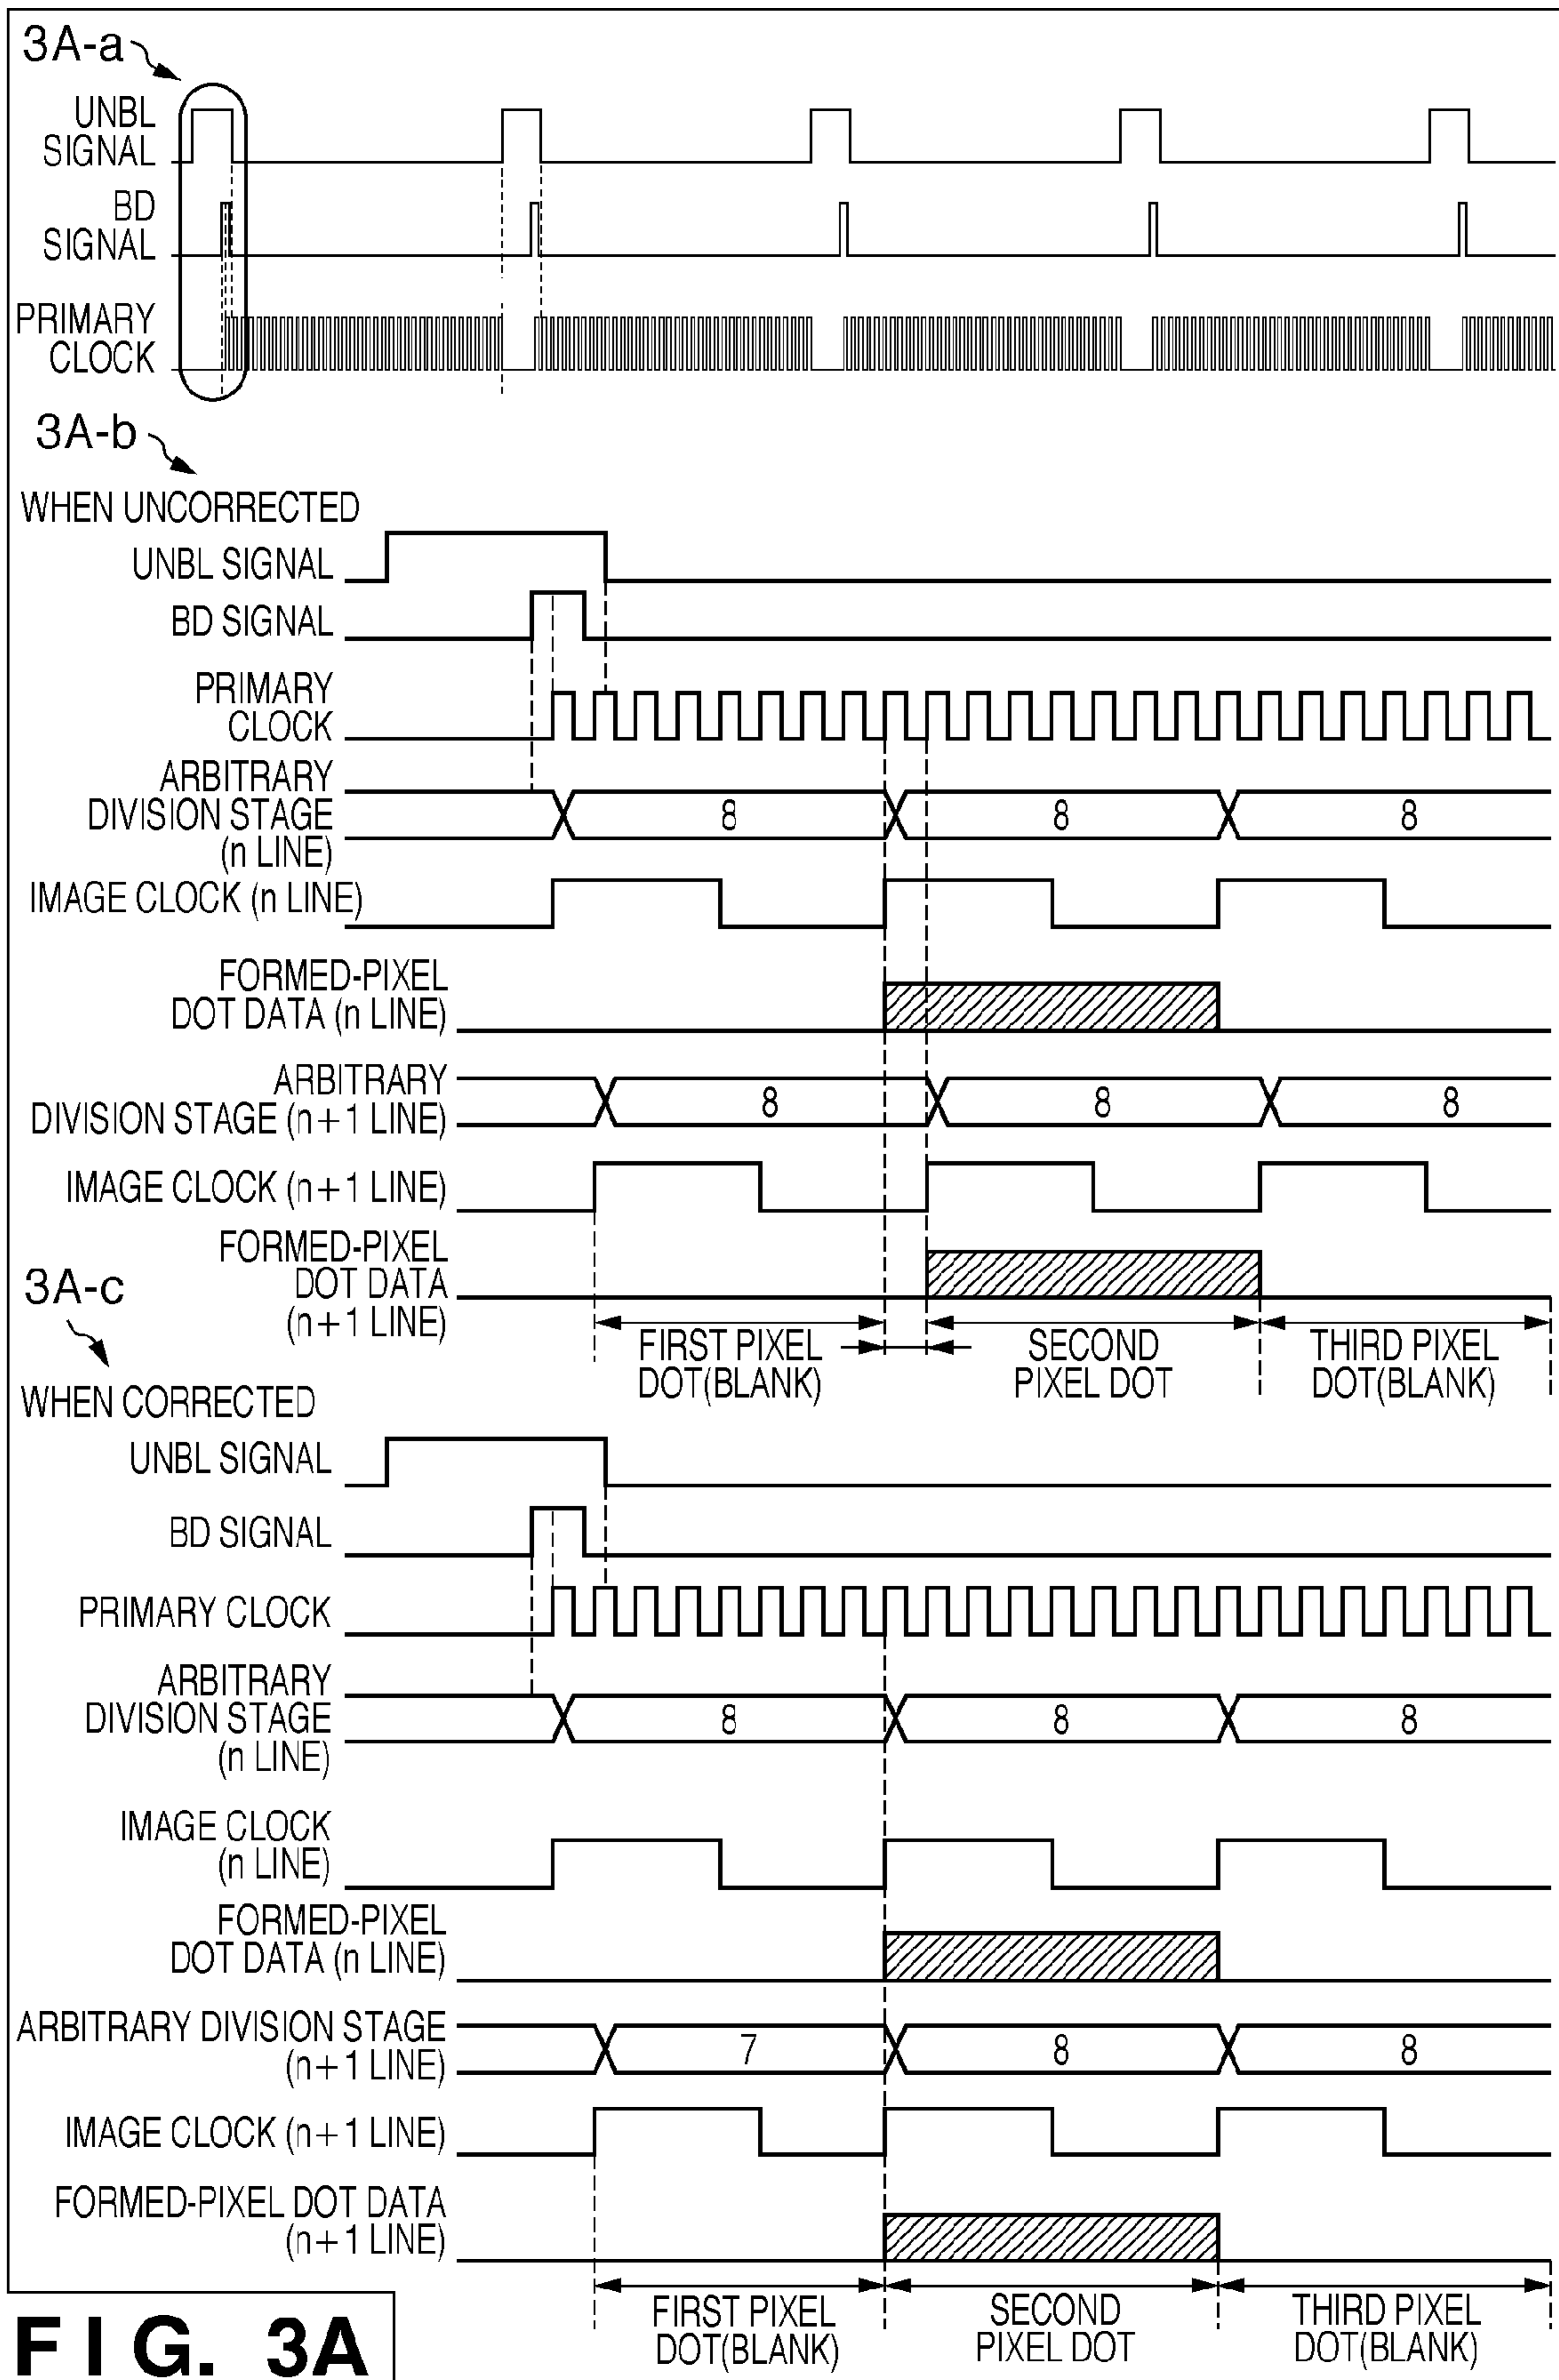 3A-a
UNBL
SIGNAL
BD
SIGNAL
PRIMARY
CLOCK
3A-b
WHEN UNCORRECTED
UNBL SIGNAL
BD SIGNAL
PRIMARY
CLOCK
ARBITRARY
DIVISION STAGE
(n LINE)
8 8 8
IMAGE CLOCK (n LINE)
FORMED-PIXEL
DOT DATA (n LINE)
ARBITRARY
DIVISION STAGE (n+1 LINE)
8 8 8
IMAGE CLOCK (n+1 LINE)
FORMED-PIXEL
DOT DATA
(n+1 LINE)
FIRST PIXEL
DOT(BLANK)
SECOND
PIXEL DOT
THIRD PIXEL
DOT(BLANK)
3A-c
WHEN CORRECTED
UNBL SIGNAL
BD SIGNAL
PRIMARY CLOCK
ARBITRARY
DIVISION STAGE
(n LINE)
8 8 8
IMAGE CLOCK
(n LINE)
FORMED-PIXEL
DOT DATA (n LINE)
ARBITRARY DIVISION STAGE
(n+1 LINE)
7 8 8
IMAGE CLOCK (n+1 LINE)
FORMED-PIXEL DOT DATA
(n+1 LINE)
FIRST PIXEL
DOT(BLANK)
SECOND
PIXEL DOT
THIRD PIXEL
DOT(BLANK)
FIG. 3A